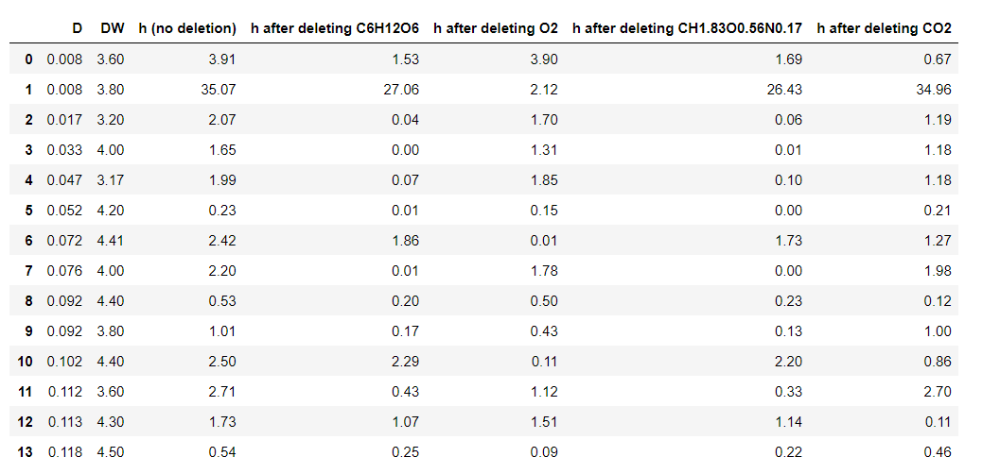 D DW h (no deletion) h after deleting C6H12O6 h after deleting O2 h after deleting CH1.83O0.56N0.17 h after deleting CO2
0 0.008 3.60 3.91 1.53 3.90 1.69 0.67
1 0.008 3.80 35.07 27.06 2.12 26.43 34.96
2 0.017 3.20 2.07 0.04 1.70 0.06 1.19
3 0.033 4.00 1.65 0.00 1.31 0.01 1.18
4 0.047 3.17 1.99 0.07 1.85 0.10 1.18
5 0.052 4.20 0.23 0.01 0.15 0.00 0.21
6 0.072 4.41 2.42 1.86 0.01 1.73 1.27
7 0.076 4.00 2.20 0.01 1.78 0.00 1.98
8 0.092 4.40 0.53 0.20 0.50 0.23 0.12
9 0.092 3.80 1.01 0.17 0.43 0.13 1.00
10 0.102 4.40 2.50 2.29 0.11 2.20 0.86
11 0.112 3.60 2.71 0.43 1.12 0.33 2.70
12 0.113 4.30 1.73 1.07 1.51 1.14 0.11
13 0.118 4.50 0.54 0.25 0.09 0.22 0.46